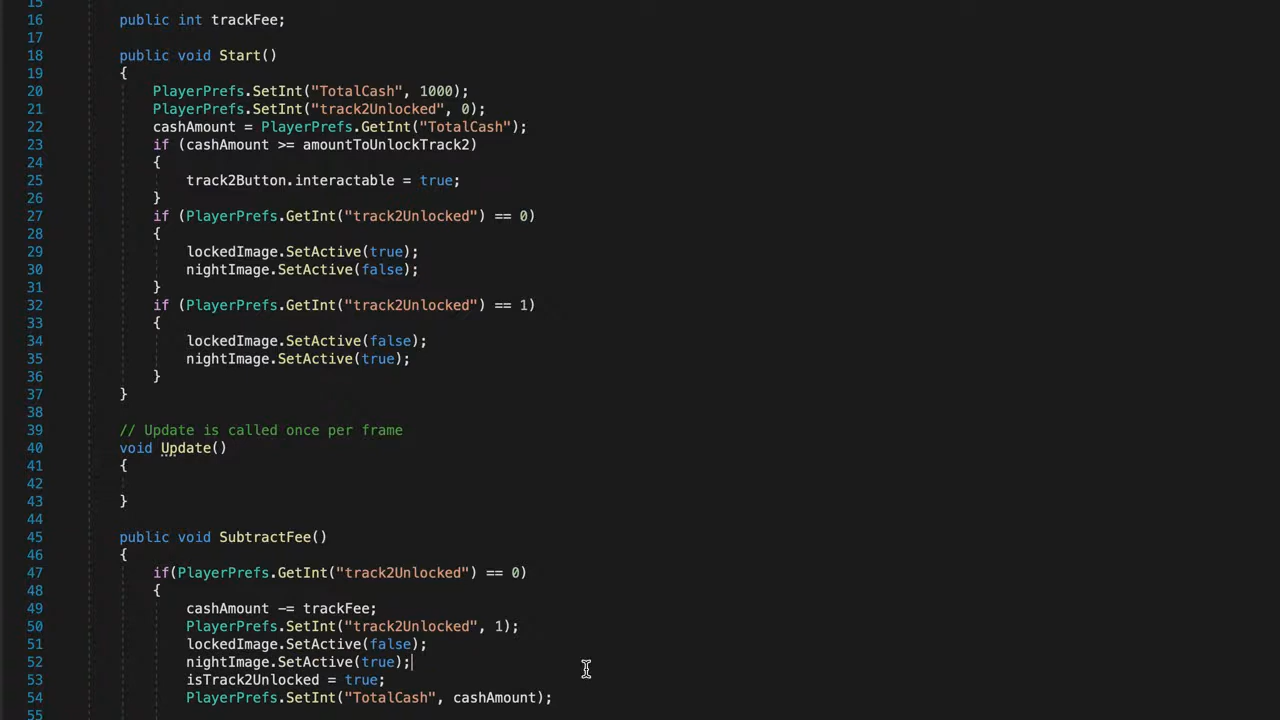 15
16 public int trackFee;
17
18 public void Start()
19 {
20 PlayerPrefs.SetInt("TotalCash", 1000);
21 PlayerPrefs.SetInt("track2Unlocked", 0);
22 cashAmount = PlayerPrefs.GetInt("TotalCash");
23 if (cashAmount >= amountToUnlockTrack2)
24 {
25 track2Button.interactable = true;
26 }
27 if (PlayerPrefs.GetInt("track2Unlocked") == 0)
28 {
29 lockedImage.SetActive(true);
30 nightImage.SetActive(false);
31 }
32 if (PlayerPrefs.GetInt("track2Unlocked") == 1)
33 {
34 lockedImage.SetActive(false);
35 nightImage.SetActive(true);
36 }
37 }
38
39 // Update is called once per frame
40 void Update()
41 {
42
43 }
44
45 public void SubtractFee()
46 {
47 if(PlayerPrefs.GetInt("track2Unlocked") == 0)
48 {
49 cashAmount -= trackFee;
50 PlayerPrefs.SetInt("track2Unlocked", 1);
51 lockedImage.SetActive(false);
52 nightImage.SetActive(true);
53 isTrack2Unlocked = true;
54 PlayerPrefs.SetInt("TotalCash", cashAmount);
55